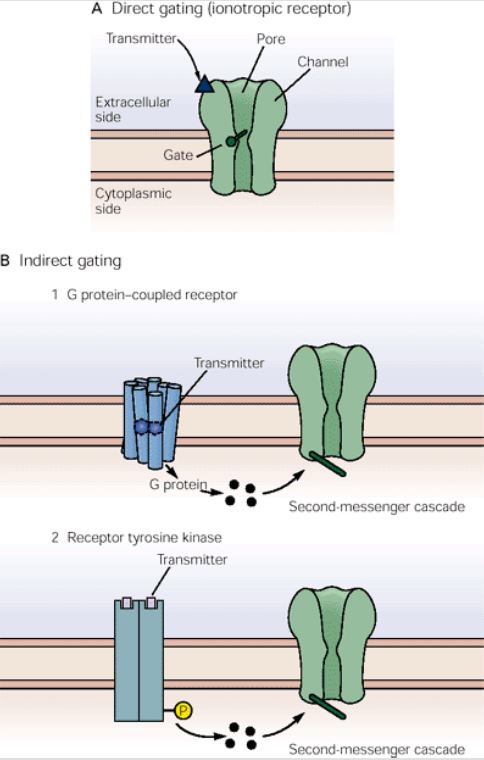 A Direct gating (ionotropic receptor)
Transmitter
Pore
Channel
Extracellular
side
Gate
Cytoplasmic
side
B Indirect gating
1 G protein–coupled receptor
Transmitter
G protein
Second-messenger cascade
2 Receptor tyrosine kinase
Transmitter
P
Second-messenger cascade